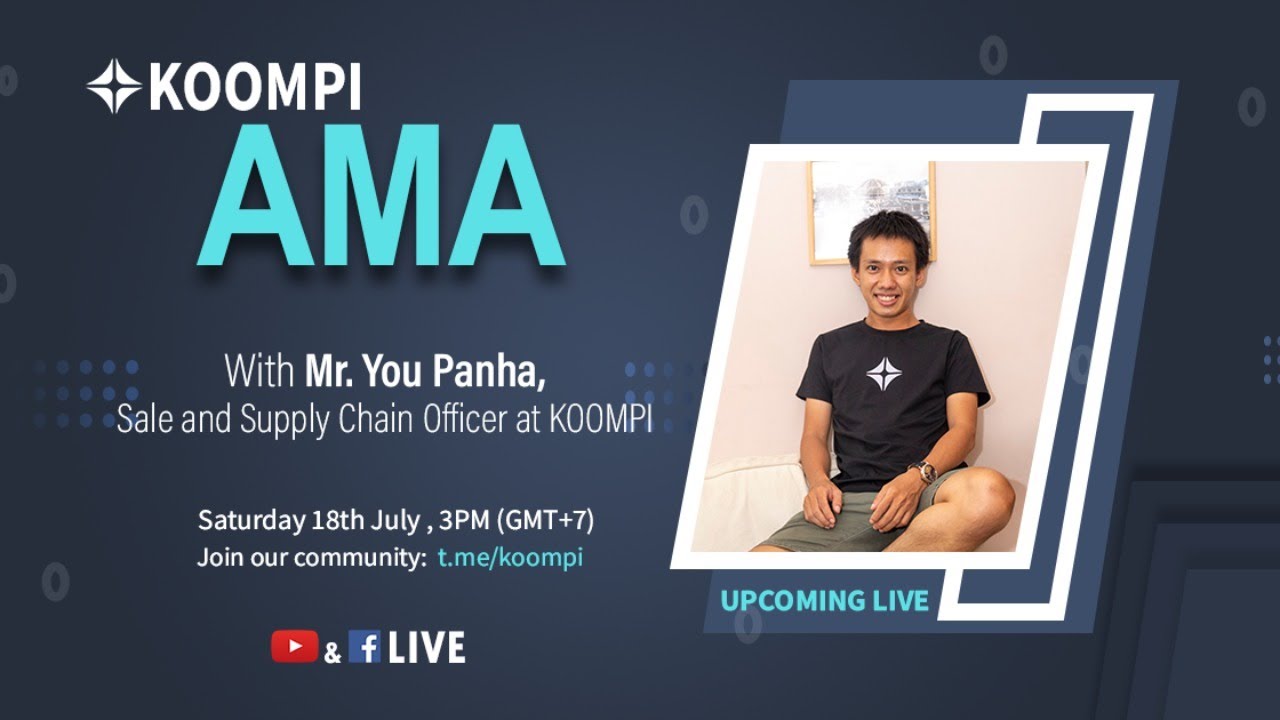 KOOMPI
AMA
With Mr. You Panha,
Sale and Supply Chain Officer at KOOMPI
Saturday 18th July , 3PM (GMT+7)
Join our community: t.me/koompi
& f LIVE
UPCOMING LIVE